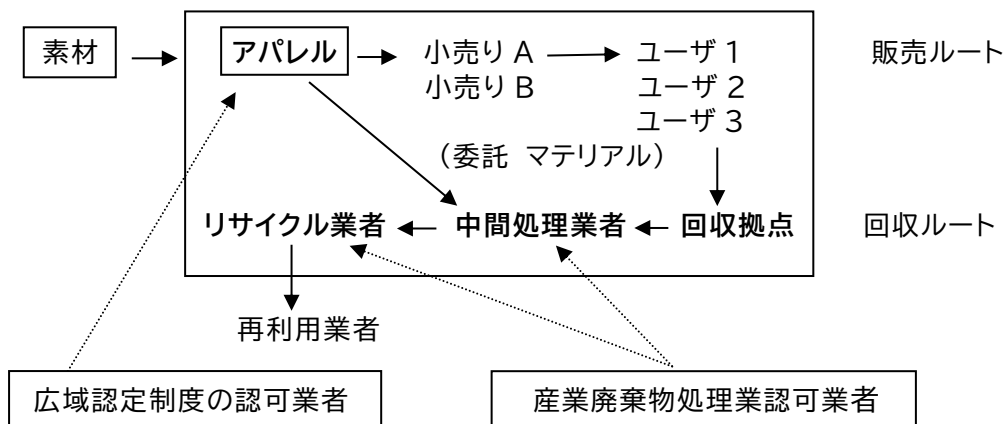 素材
アパレル
小売り A
ユーザ 1
販売ルート
小売り B
ユーザ 2
ユーザ 3
(委託 マテリアル)
リサイクル業者
中間処理業者
回収拠点
回収ルート
再利用業者
広域認定制度の認可業者
産業廃棄物処理業認可業者